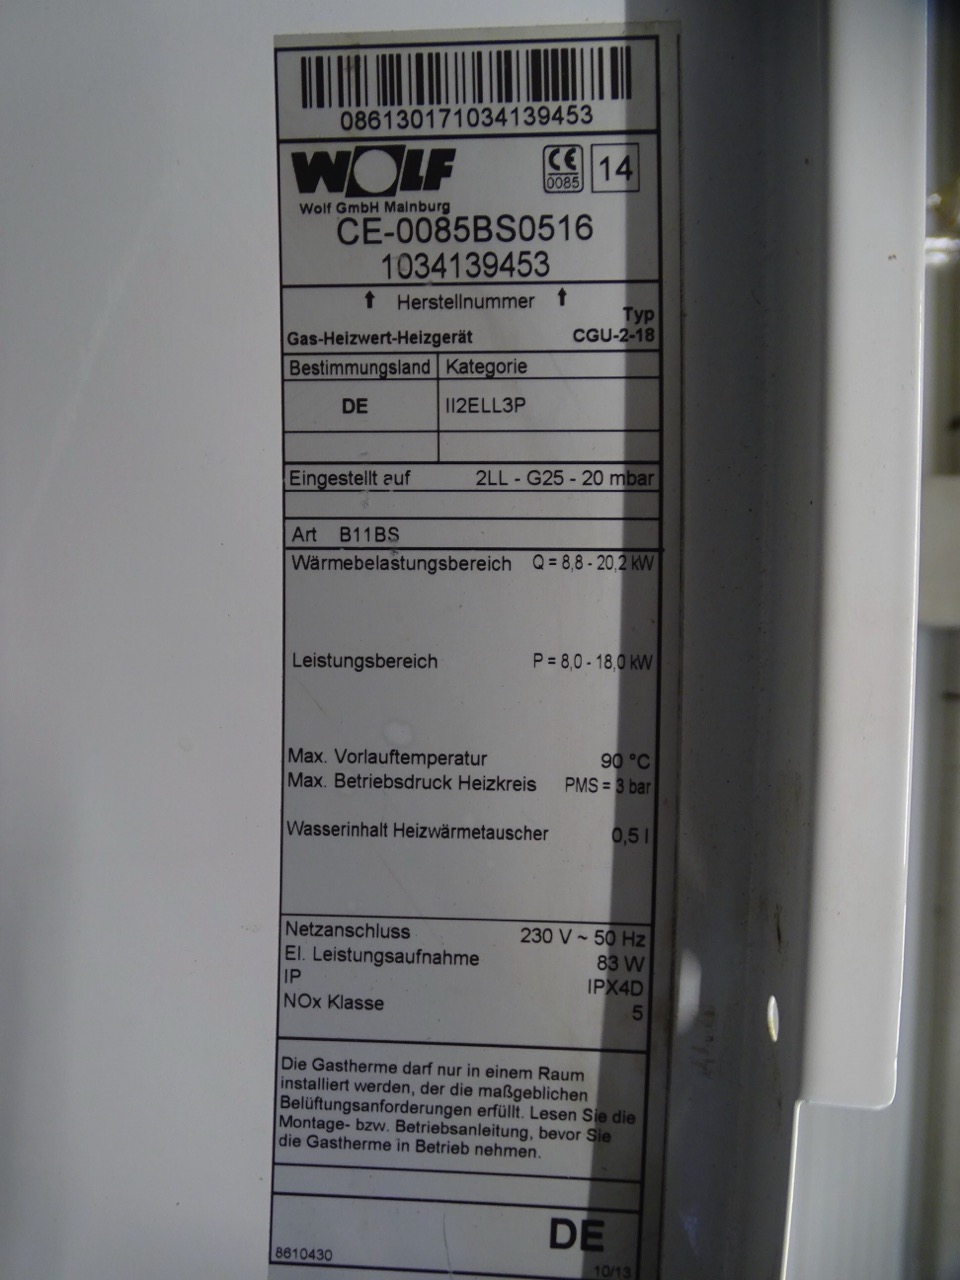 086130171034139453
WOLF
CE
0085
14
Wolf GmbH Mainburg
CE-0085BS0516
1034139453
Herstellnummer
Typ
Gas-Heizwert-Heizgerät CGU-2-18
Bestimmungsland Kategorie
DE II2ELL3P
Eingestellt auf 2LL - G25 - 20 mbar
Art B11BS
Wärmebelastungsbereich Q = 8,8 - 20,2 kW
Leistungsbereich P = 8,0 - 18,0 kW
Max. Vorlauftemperatur 90 °C
Max. Betriebsdruck Heizkreis PMS = 3 bar
Wasserinhalt Heizwärmetauscher 0,5 l
Netzanschluss 230 V ~ 50 Hz
El. Leistungsaufnahme 83 W
IP IPX4D
NOx Klasse 5
Die Gastherme darf nur in einem Raum
installiert werden, der die maßgeblichen
Belüftungsanforderungen erfüllt. Lesen Sie die
Montage- bzw. Betriebsanleitung, bevor Sie
die Gastherme in Betrieb nehmen.
DE
8610430 10/13